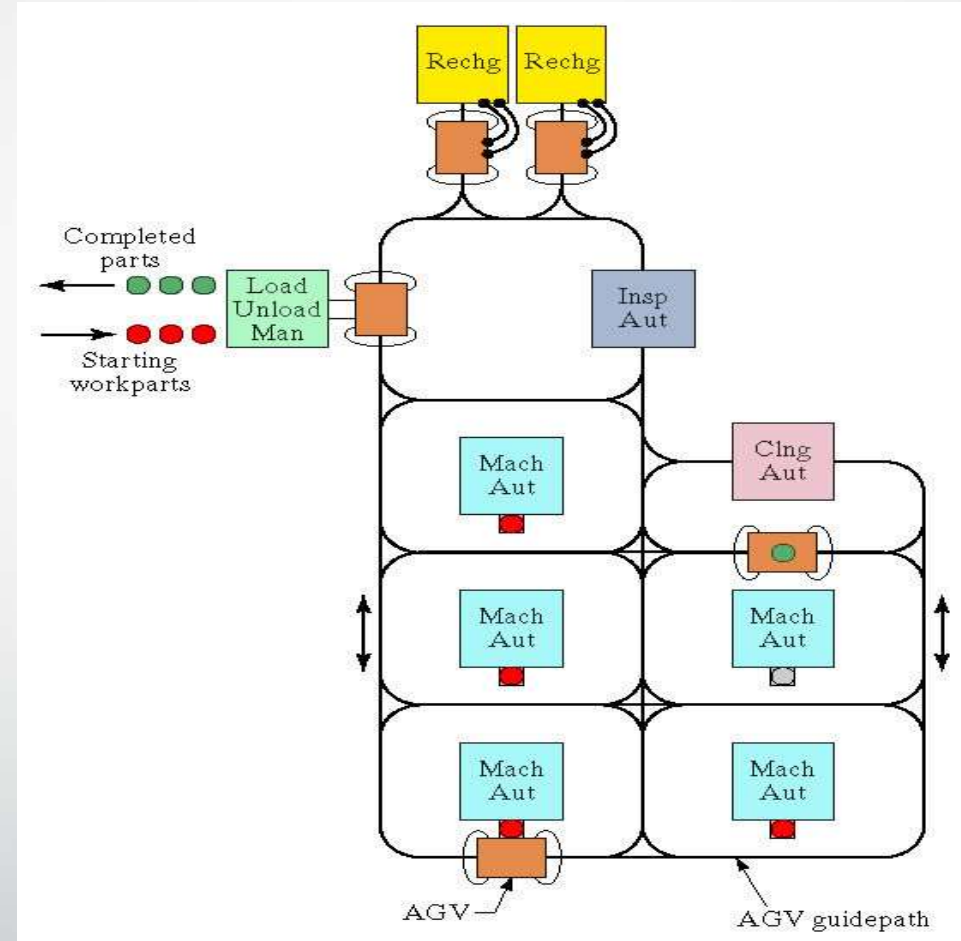 Rechg
Rechg
Completed
parts
Load
Unload
Man
Starting
workparts
Insp
Aut
Mach
Aut
Clng
Aut
Mach
Aut
Mach
Aut
Mach
Aut
Mach
Aut
AGV
AGV guidepath